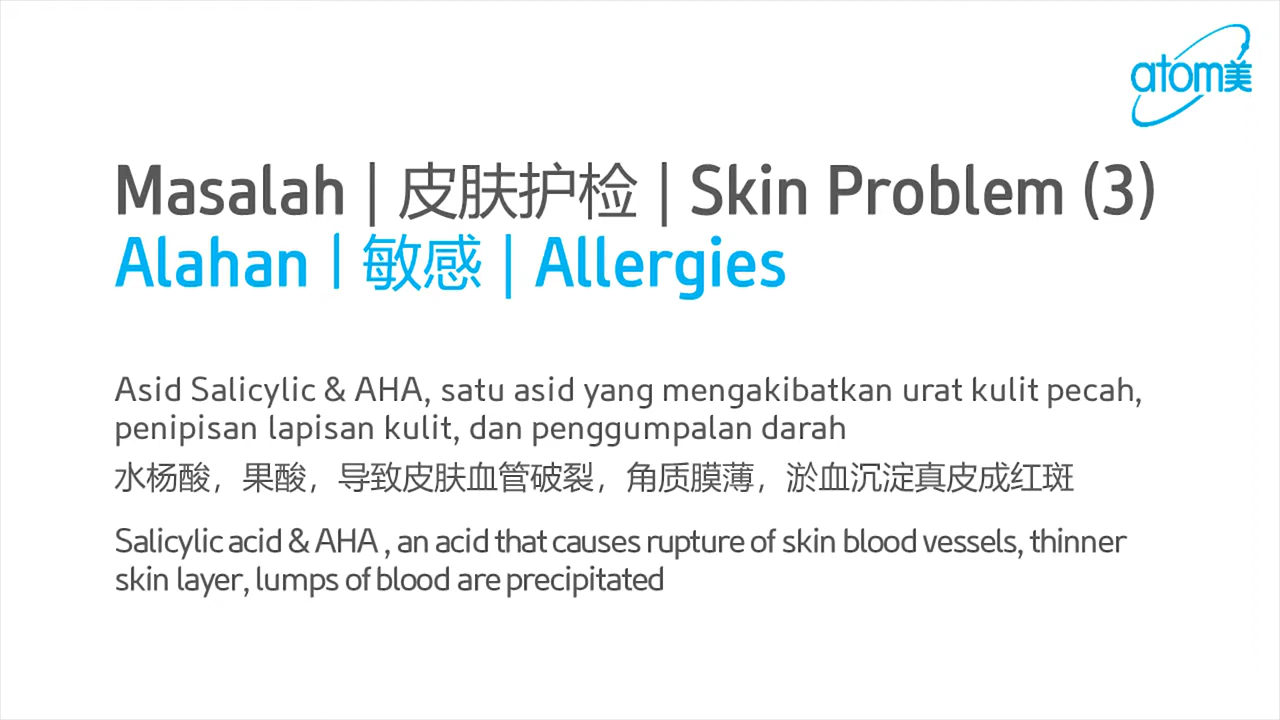 atom美
Masalah | 皮肤护检 | Skin Problem (3)
Alahan | 敏感 | Allergies
Asid Salicylic & AHA, satu asid yang mengakibatkan urat kulit pecah,
penipisan lapisan kulit, dan penggumpalan darah
水杨酸，果酸，导致皮肤血管破裂，角质膜薄，淤血沉淀真皮成红斑
Salicylic acid & AHA , an acid that causes rupture of skin blood vessels, thinner
skin layer, lumps of blood are precipitated